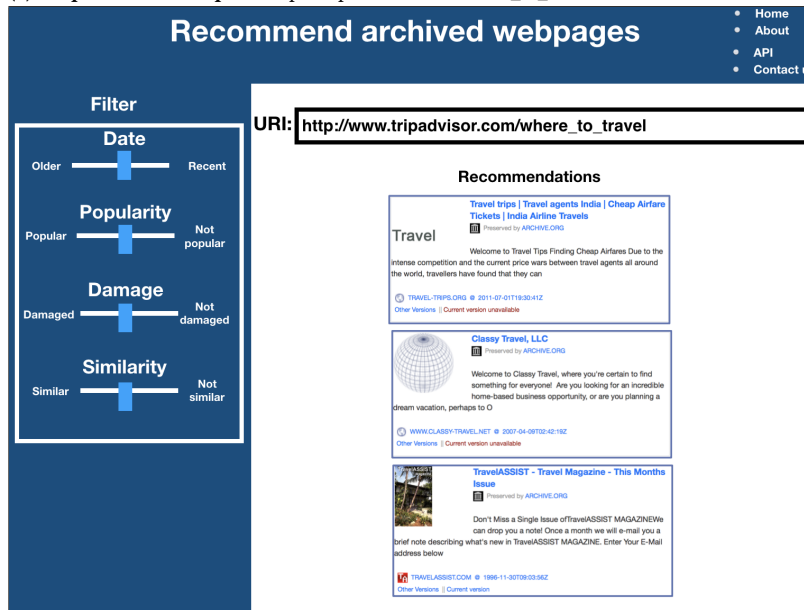 Recommend archived webpages
Home
About
API
Contact u
Filter
Date
Older
Recent
Popularity
Popular
Not
popular
Damage
Damaged
Not
damaged
Similarity
Similar
Not
similar
URI: http://www.tripadvisor.com/where_to_travel
Recommendations
Travel trips | Travel agents India | Cheap Airfare
Tickets | India Airline Travels
Preserved by ARCHIVE.ORG
Travel
Welcome to Travel Tips Finding Cheap Airfares Due to the
intense competition and the current price wars between travel agents all around
the world, travellers have found that they can
TRAVEL-TRIPS.ORG @ 2011-07-01T19:30:41Z
Other Versions || Current version unavailable
Classy Travel, LLC
Preserved by ARCHIVE.ORG
Welcome to Classy Travel, where you're certain to find
something for everyone! Are you looking for an incredible
home-based business opportunity, or are you planning a
dream vacation, perhaps to O
WWW.CLASSY-TRAVEL.NET @ 2007-04-09T02:42:19Z
Other Versions || Current version unavailable
TravelASSIST
TravelASSIST - Travel Magazine - This Months
Issue
Preserved by ARCHIVE.ORG
Don't Miss a Single Issue ofTravelASSIST MAGAZINEWe
can drop you a note! Once a month we will e-mail you a
brief note describing what's new in TravelASSIST MAGAZINE. Enter Your E-Mail
address below
TRAVELASSIST.COM @ 1996-11-30T09:03:56Z
Other Versions || Current version